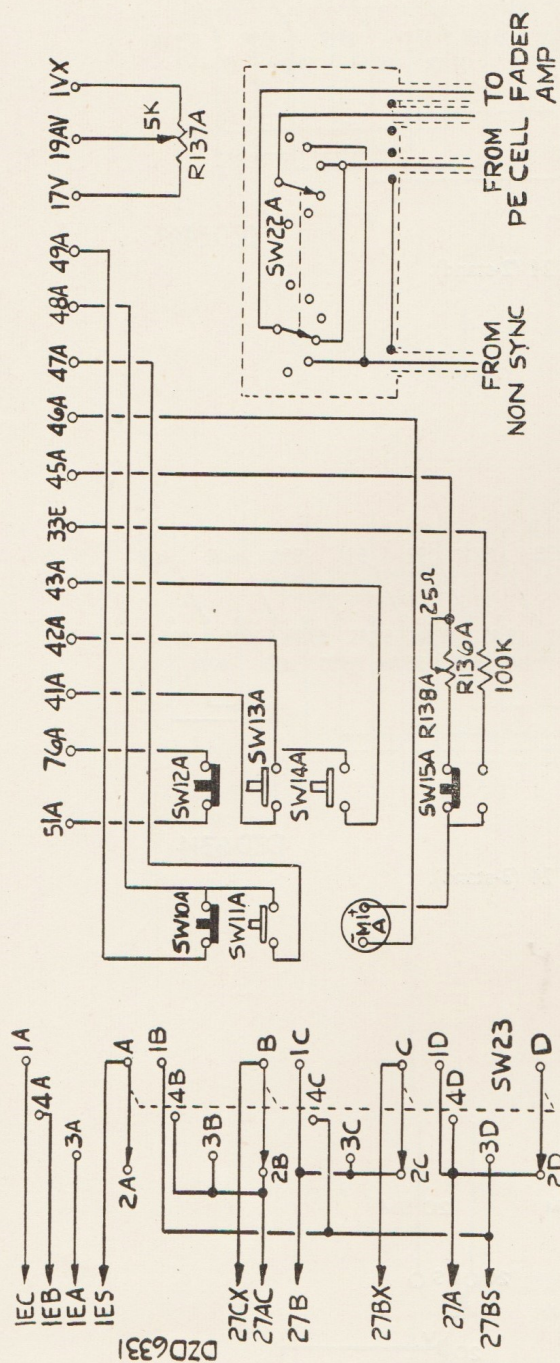 51A 76A 41A 42A 43A 33E 45A 46A 47A 48A 49A 17V 19AV 1VX
5K
R137A
SW10A
SW11A
SW12A
SW13A
SW14A
M1
A
- +
SW15A R138A
25Ω
R136A
100K
SW22A
FROM
NON SYNC
FROM
PE CELL
TO
FADER
AMP
1EC
1EB
1EA
1ES
27CX
27AC
27B
27BX
27A
27BS
1A
4A
3A
2A
A
1B
4B
3B
2B
B
1C
4C
3C
2C
C
1D
4D
3D
2D
D
SW23
DZD6331